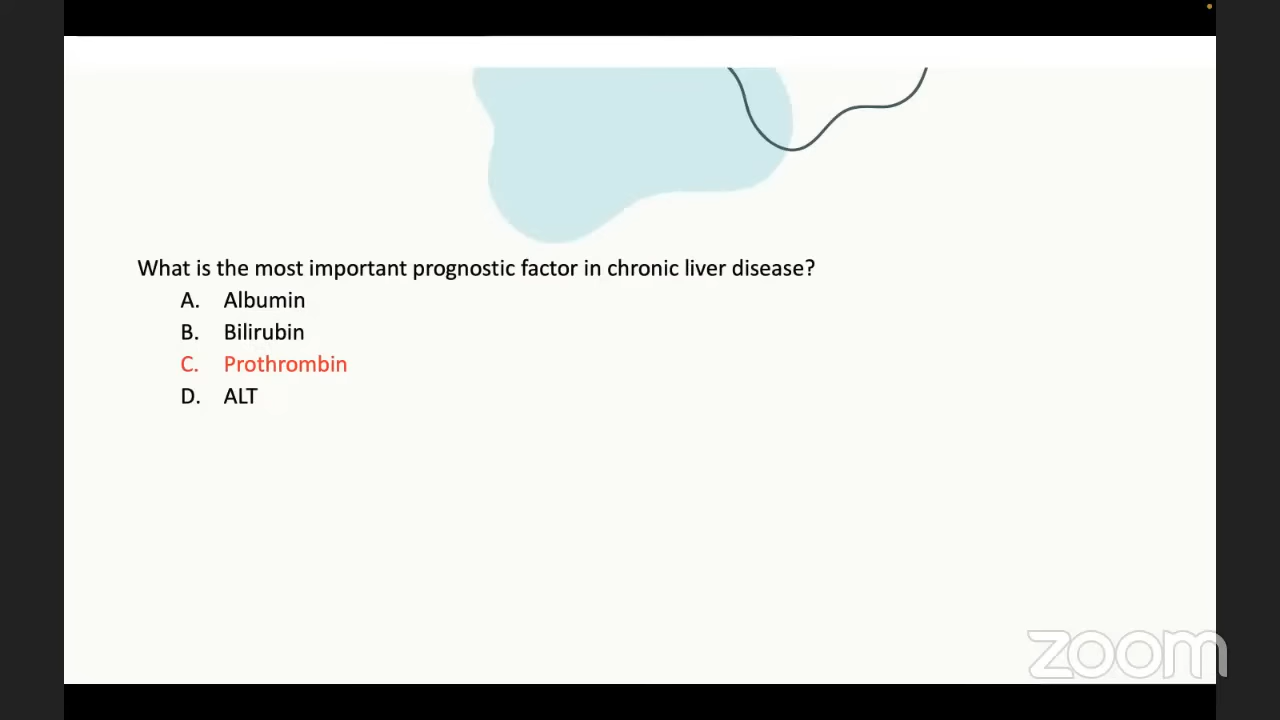 What is the most important prognostic factor in chronic liver disease?
A. Albumin
B. Bilirubin
C. Prothrombin
D. ALT
zoom